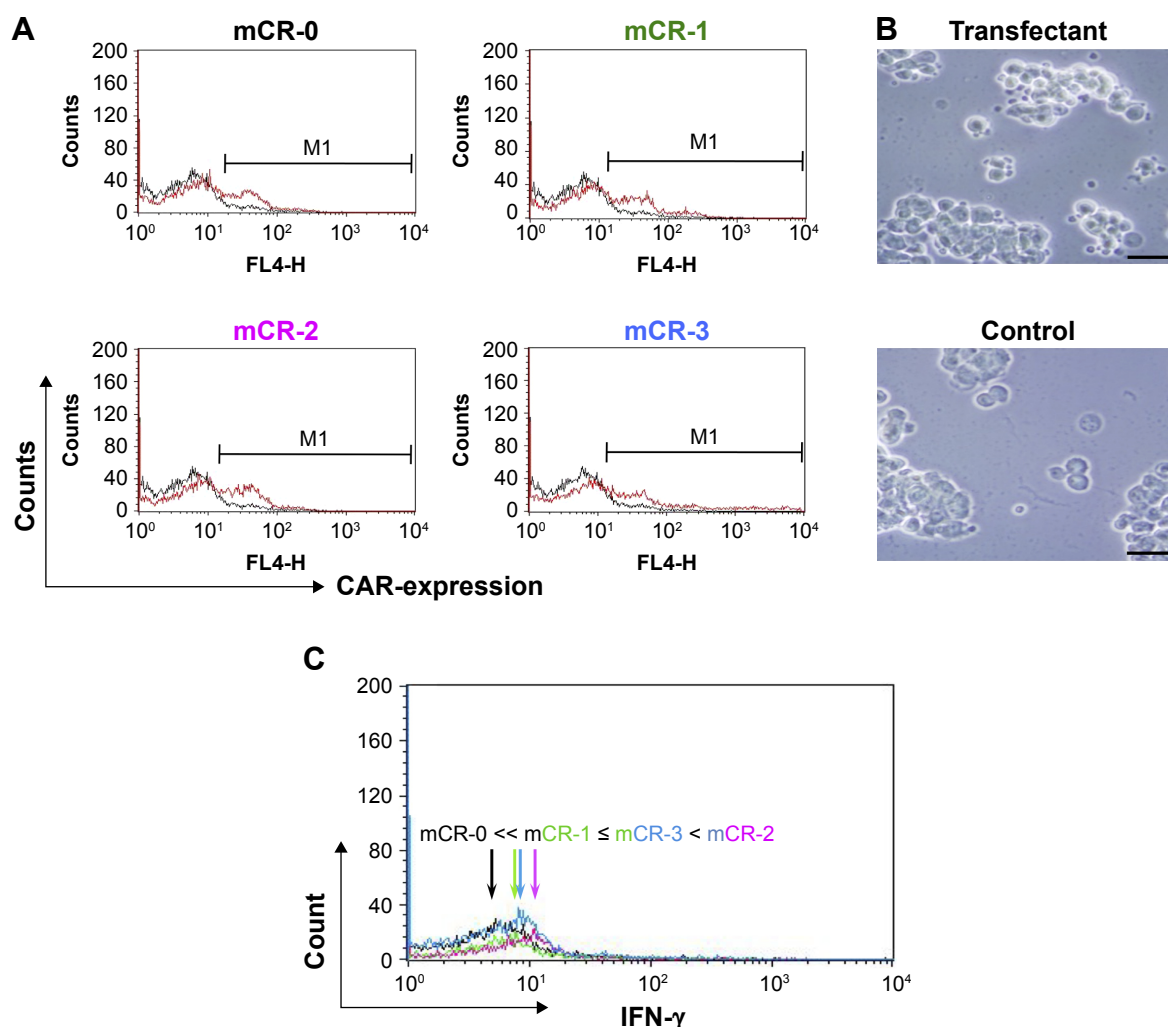 A
mCR-0
200
160
120
80
40
0
Counts
M1
10⁰ 10¹ 10² 10³ 10⁴
FL4-H
mCR-1
200
160
120
80
40
0
Counts
M1
10⁰ 10¹ 10² 10³ 10⁴
FL4-H
mCR-2
200
160
120
80
40
0
Counts
M1
10⁰ 10¹ 10² 10³ 10⁴
FL4-H
mCR-3
200
160
120
80
40
0
Counts
M1
10⁰ 10¹ 10² 10³ 10⁴
FL4-H
Counts
CAR-expression
B
Transfectant
Control
C
200
160
120
80
40
0
mCR-0 << mCR-1 ≤ mCR-3 < mCR-2
Count
10⁰ 10¹ 10² 10³ 10⁴
IFN-γ